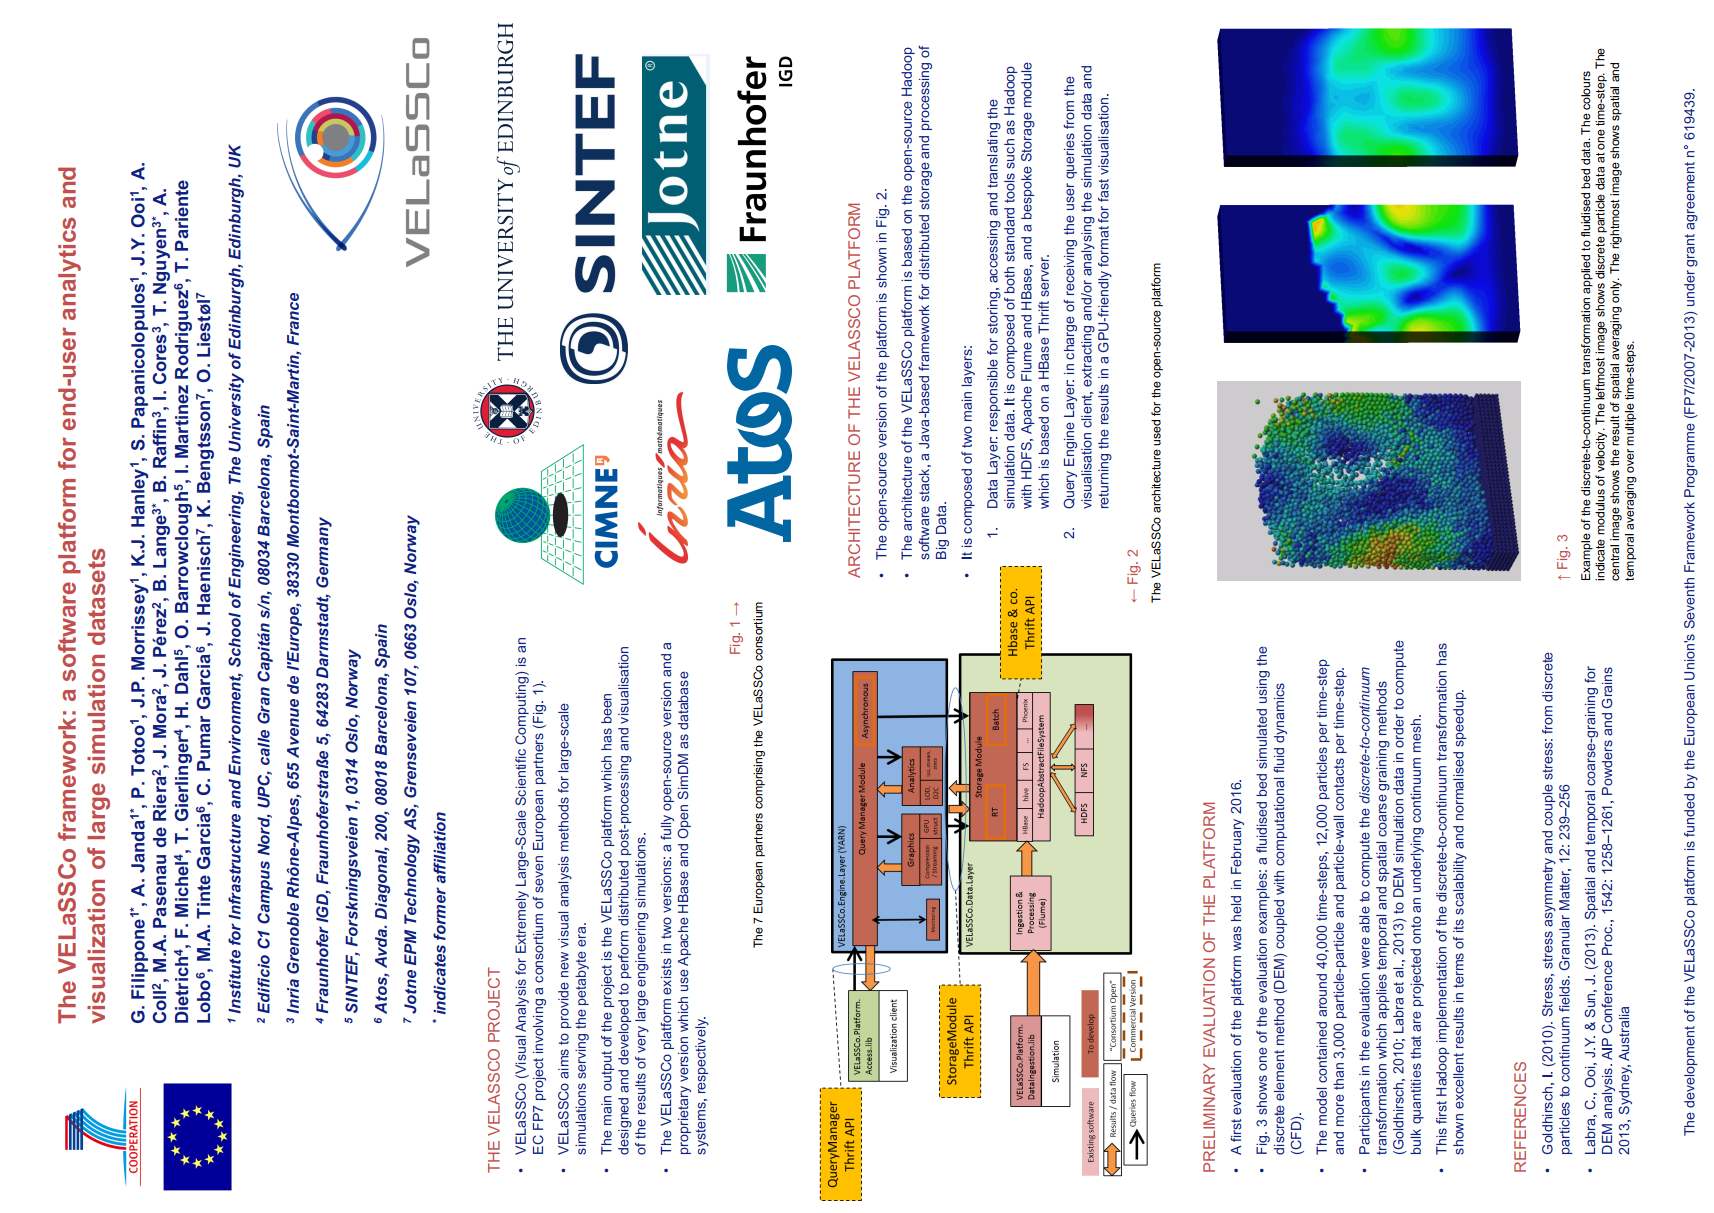 The VELaSSCo framework: a software platform for end-user analytics and
visualization of large simulation datasets
G. Filippone¹*, A. Janda¹*, P. Totoo¹, J.P. Morrissey¹, K.J. Hanley¹, S. Papanicolopulos¹, J.Y. Ooi¹, A.
Coll², M.A. Pasenau de Riera², J. Mora², J. Pérez², B. Lange³*, B. Raffin³, I. Cores³, T. Nguyen³*, A.
Dietrich⁴, F. Michel⁴, T. Gierlinger⁴, H. Dahl⁵, O. Barrowclough⁵, I. Martinez Rodriguez⁶, T. Pariente
Lobo⁶, M.A. Tinte Garcia⁶, C. Pumar Garcia⁶, J. Haenisch⁷, K. Bengtsson⁷, O. Liestøl⁷
¹ Institute for Infrastructure and Environment, School of Engineering, The University of Edinburgh, Edinburgh, UK
² Edificio C1 Campus Nord, UPC, calle Gran Capitán s/n, 08034 Barcelona, Spain
³ Inria Grenoble Rhône-Alpes, 655 Avenue de l'Europe, 38330 Montbonnot-Saint-Martin, France
⁴ Fraunhofer IGD, Fraunhoferstraße 5, 64283 Darmstadt, Germany
⁵ SINTEF, Forskningsveien 1, 0314 Oslo, Norway
⁶ Atos, Avda. Diagonal, 200, 08018 Barcelona, Spain
⁷ Jotne EPM Technology AS, Grenseveien 107, 0663 Oslo, Norway
* indicates former affiliation
COOPERATION
VELaSSCo
THE VELASSCO PROJECT
• VELaSSCo (Visual Analysis for Extremely Large-Scale Scientific Computing) is an
EC FP7 project involving a consortium of seven European partners (Fig. 1).
• VELaSSCo aims to provide new visual analysis methods for large-scale
simulations serving the petabyte era.
• The main output of the project is the VELaSSCo platform which has been
designed and developed to perform distributed post-processing and visualisation
of the results of very large engineering simulations.
• The VELaSSCo platform exists in two versions: a fully open-source version and a
proprietary version which use Apache HBase and Open SimDM as database
systems, respectively.
Fig. 1 →
The 7 European partners comprising the VELaSSCo consortium
THE UNIVERSITY of EDINBURGH
THE UNIVERSITY OF EDINBURGH
CIMNE
SINTEF
informatiques mathématiques
Inria
Jotne
®
Atos
Fraunhofer
IGD
QueryManager
Thrift API
VELaSSCo.Platform.
Access.lib
Visualization client
StorageModule
Thrift API
VELaSSCo.Platform.
DataIngestion.lib
Simulation
Existing software
To develop
Results / data flow
"Consortium Open"
Queries flow
Commercial Version
VELaSSCo.Engine.Layer (YARN)
Query Manager Module
Asynchronous
Monitoring
Graphics
Compression
/ Streaming
GPU
struct
Analytics
LOD,
D2C
VELaSSCo.Data.Layer
Ingestion &
Processing
(Flume)
Storage Module
RT
Batch
HBase
hive
FS
...
Phoenix
HadoopAbstractFileSystem
HDFS
NFS
Hbase & co.
Thrift API
ARCHITECTURE OF THE VELASSCO PLATFORM
• The open-source version of the platform is shown in Fig. 2.
• The architecture of the VELaSSCo platform is based on the open-source Hadoop
software stack, a Java-based framework for distributed storage and processing of
Big Data.
• It is composed of two main layers:
1. Data Layer: responsible for storing, accessing and translating the
simulation data. It is composed of both standard tools such as Hadoop
with HDFS, Apache Flume and HBase, and a bespoke Storage module
which is based on a HBase Thrift server.
2. Query Engine Layer: in charge of receiving the user queries from the
visualisation client, extracting and/or analysing the simulation data and
returning the results in a GPU-friendly format for fast visualisation.
← Fig. 2
The VELaSSCo architecture used for the open-source platform
PRELIMINARY EVALUATION OF THE PLATFORM
• A first evaluation of the platform was held in February 2016.
• Fig. 3 shows one of the evaluation examples: a fluidised bed simulated using the
discrete element method (DEM) coupled with computational fluid dynamics
(CFD).
• The model contained around 40,000 time-steps, 12,000 particles per time-step
and more than 3,000 particle-particle and particle-wall contacts per time-step.
• Participants in the evaluation were able to compute the discrete-to-continuum
transformation which applies temporal and spatial coarse graining methods
(Goldhirsch, 2010; Labra et al., 2013) to DEM simulation data in order to compute
bulk quantities that are projected onto an underlying continuum mesh.
• This first Hadoop implementation of the discrete-to-continuum transformation has
shown excellent results in terms of its scalability and normalised speedup.
↑ Fig. 3
Example of the discrete-to-continuum transformation applied to fluidised bed data. The colours
indicate modulus of velocity. The leftmost image shows discrete particle data at one time-step. The
central image shows the result of spatial averaging only. The rightmost image shows spatial and
temporal averaging over multiple time-steps.
REFERENCES
• Goldhirsch, I. (2010). Stress, stress asymmetry and couple stress: from discrete
particles to continuous fields. Granular Matter, 12: 239–256
• Labra, C., Ooi, J.Y. & Sun, J. (2013). Spatial and temporal coarse-graining for
DEM analysis. AIP Conference Proc., 1542: 1258–1261, Powders and Grains
2013, Sydney, Australia
The development of the VELaSSCo platform is funded by the European Union's Seventh Framework Programme (FP7/2007-2013) under grant agreement n° 619439.